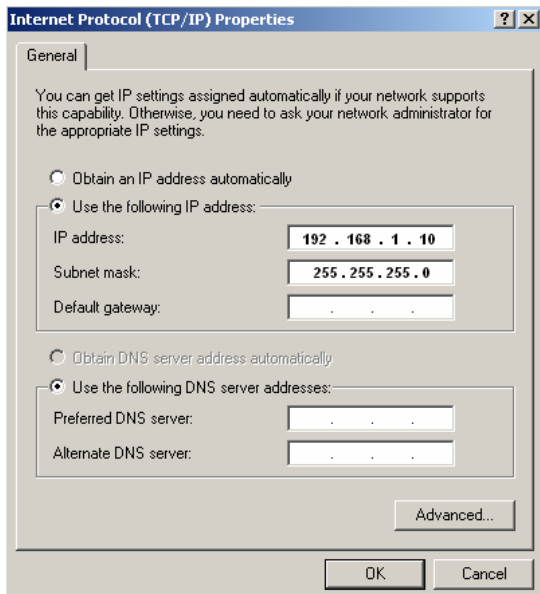 Internet Protocol (TCP/IP) Properties
? X
General
You can get IP settings assigned automatically if your network supports
this capability. Otherwise, you need to ask your network administrator for
the appropriate IP settings.
Obtain an IP address automatically
Use the following IP address:
IP address: 192 . 168 . 1 . 10
Subnet mask: 255 . 255 . 255 . 0
Default gateway: . . .
Obtain DNS server address automatically
Use the following DNS server addresses:
Preferred DNS server: . . .
Alternate DNS server: . . .
Advanced...
OK Cancel